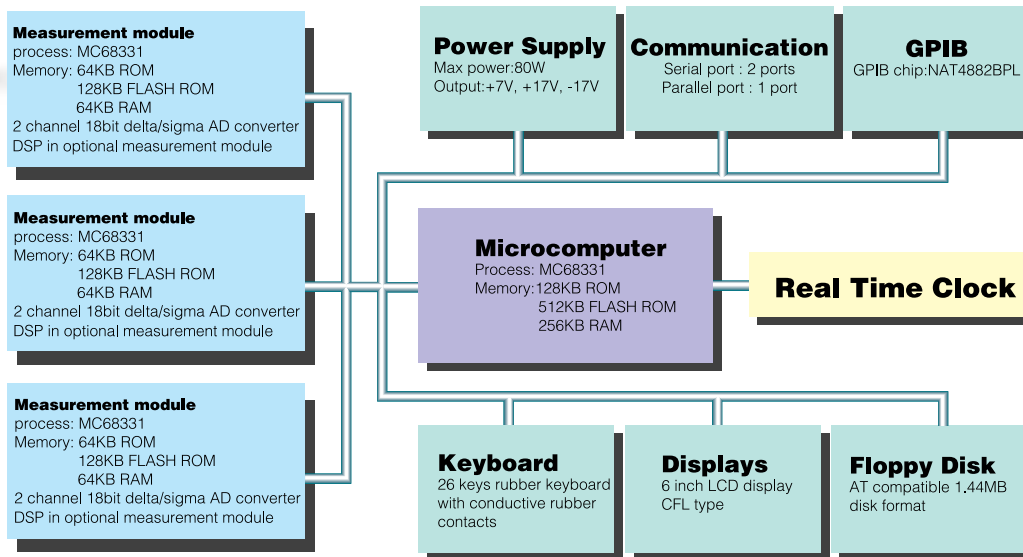 Measurement module
process: MC68331
Memory: 64KB ROM
128KB FLASH ROM
64KB RAM
2 channel 18bit delta/sigma AD converter
DSP in optional measurement module
Measurement module
process: MC68331
Memory: 64KB ROM
128KB FLASH ROM
64KB RAM
2 channel 18bit delta/sigma AD converter
DSP in optional measurement module
Measurement module
process: MC68331
Memory: 64KB ROM
128KB FLASH ROM
64KB RAM
2 channel 18bit delta/sigma AD converter
DSP in optional measurement module
Power Supply
Max power:80W
Output:+7V, +17V, -17V
Communication
Serial port : 2 ports
Parallel port : 1 port
GPIB
GPIB chip:NAT4882BPL
Microcomputer
Process: MC68331
Memory:128KB ROM
512KB FLASH ROM
256KB RAM
Real Time Clock
Keyboard
26 keys rubber keyboard
with conductive rubber
contacts
Displays
6 inch LCD display
CFL type
Floppy Disk
AT compatible 1.44MB
disk format